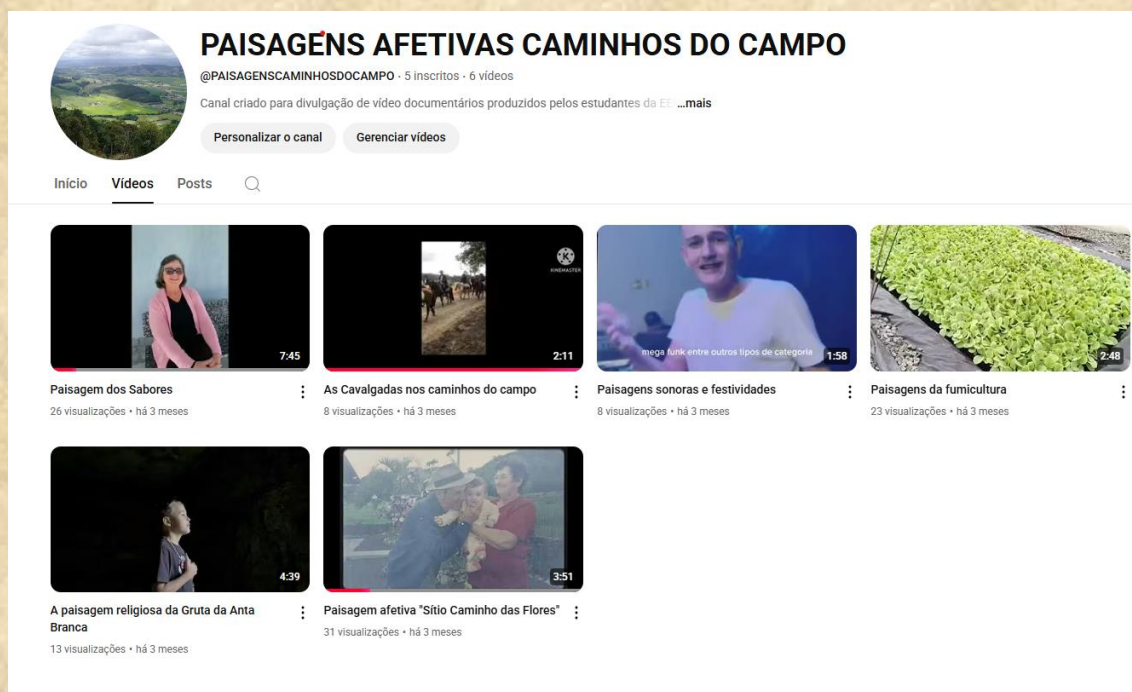 PAISAGENS AFETIVAS CAMINHOS DO CAMPO
@PAISAGENSCAMINHOSDOCAMPO · 5 inscritos · 6 vídeos
Canal criado para divulgação de vídeo documentários produzidos pelos estudantes da EE ...mais
Personalizar o canal Gerenciar vídeos
Início Vídeos Posts
7:45
KINEMASTER
2:11
mega funk entre outros tipos de categoria
1:58
2:48
Paisagem dos Sabores
26 visualizações • há 3 meses
As Cavalgadas nos caminhos do campo
8 visualizações • há 3 meses
Paisagens sonoras e festividades
8 visualizações • há 3 meses
Paisagens da fumicultura
23 visualizações • há 3 meses
4:39
3:51
A paisagem religiosa da Gruta da Anta
Branca
13 visualizações • há 3 meses
Paisagem afetiva "Sítio Caminho das Flores"
31 visualizações • há 3 meses